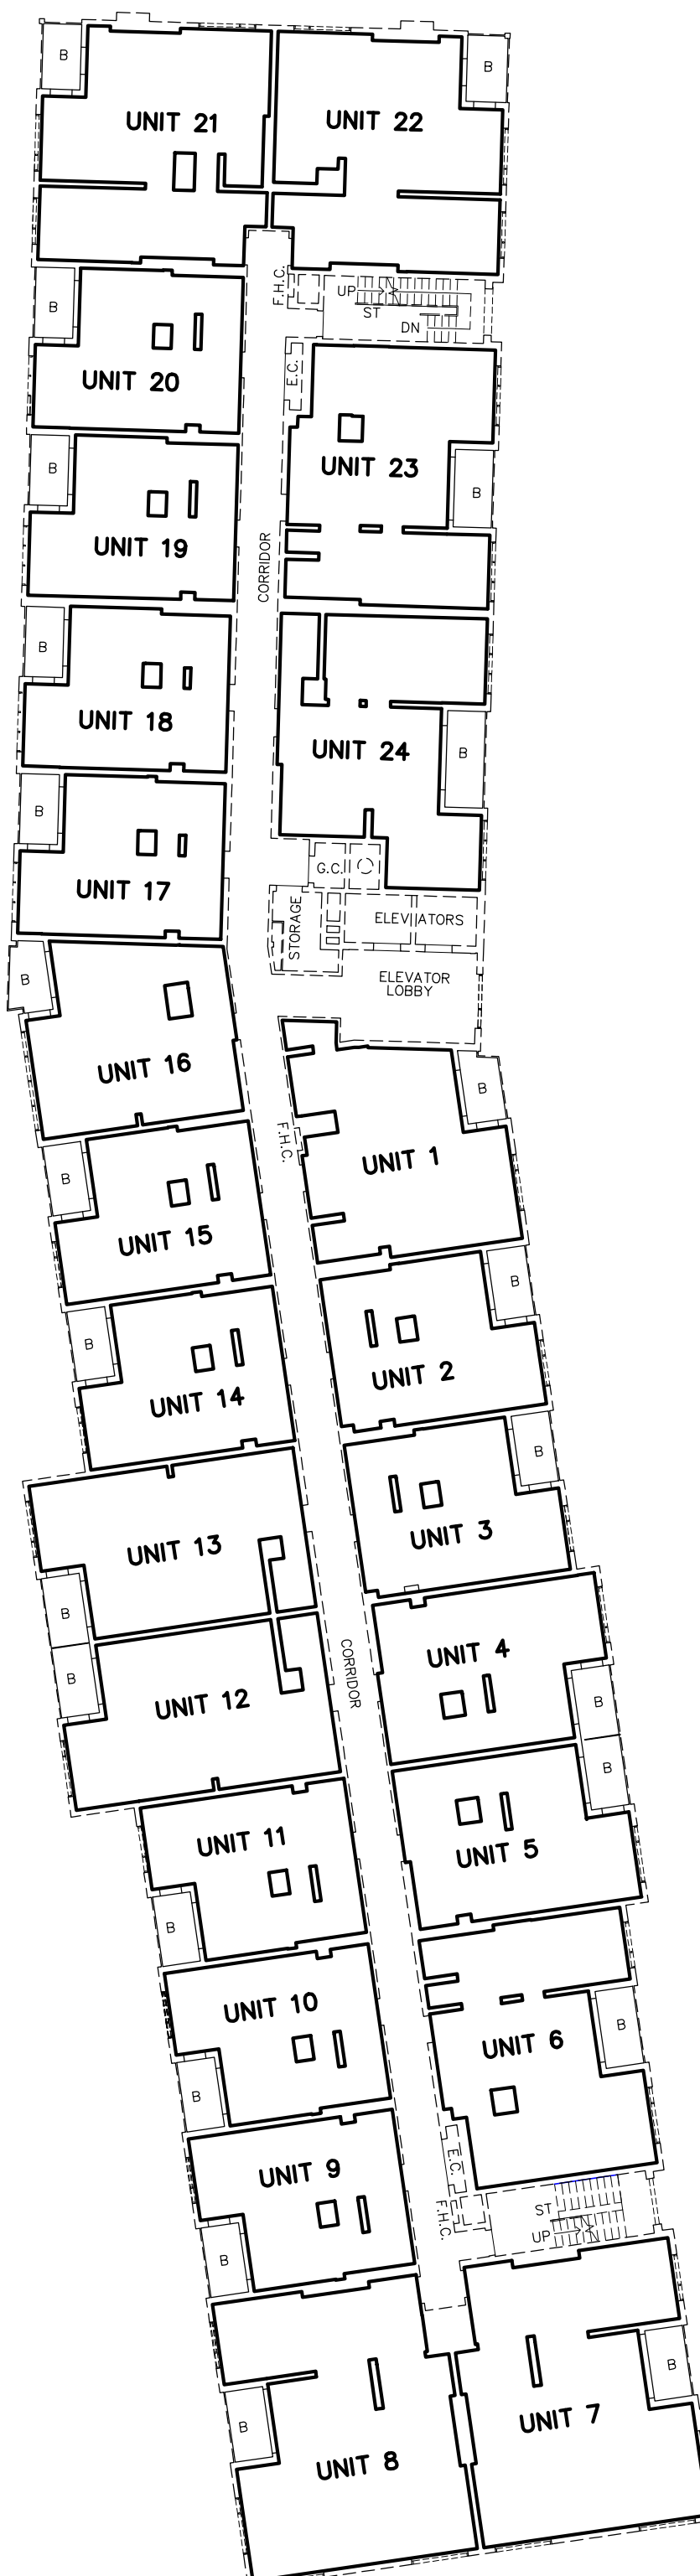 B
B
UNIT 21
UNIT 22
F.H.C.
UP
ST
DN
B
E.C.
UNIT 20
B
UNIT 23
B
UNIT 19
CORRIDOR
B
UNIT 18
UNIT 24
B
B
G.C.
UNIT 17
STORAGE
ELEVATORS
ELEVATOR
LOBBY
B
UNIT 16
B
F.H.C.
UNIT 1
B
UNIT 15
B
B
UNIT 2
UNIT 14
B
UNIT 3
UNIT 13
B
UNIT 4
CORRIDOR
B
UNIT 12
B
B
UNIT 11
UNIT 5
B
UNIT 10
UNIT 6
B
B
E.C.
UNIT 9
F.H.C.
ST
UP
B
B
UNIT 7
B
UNIT 8